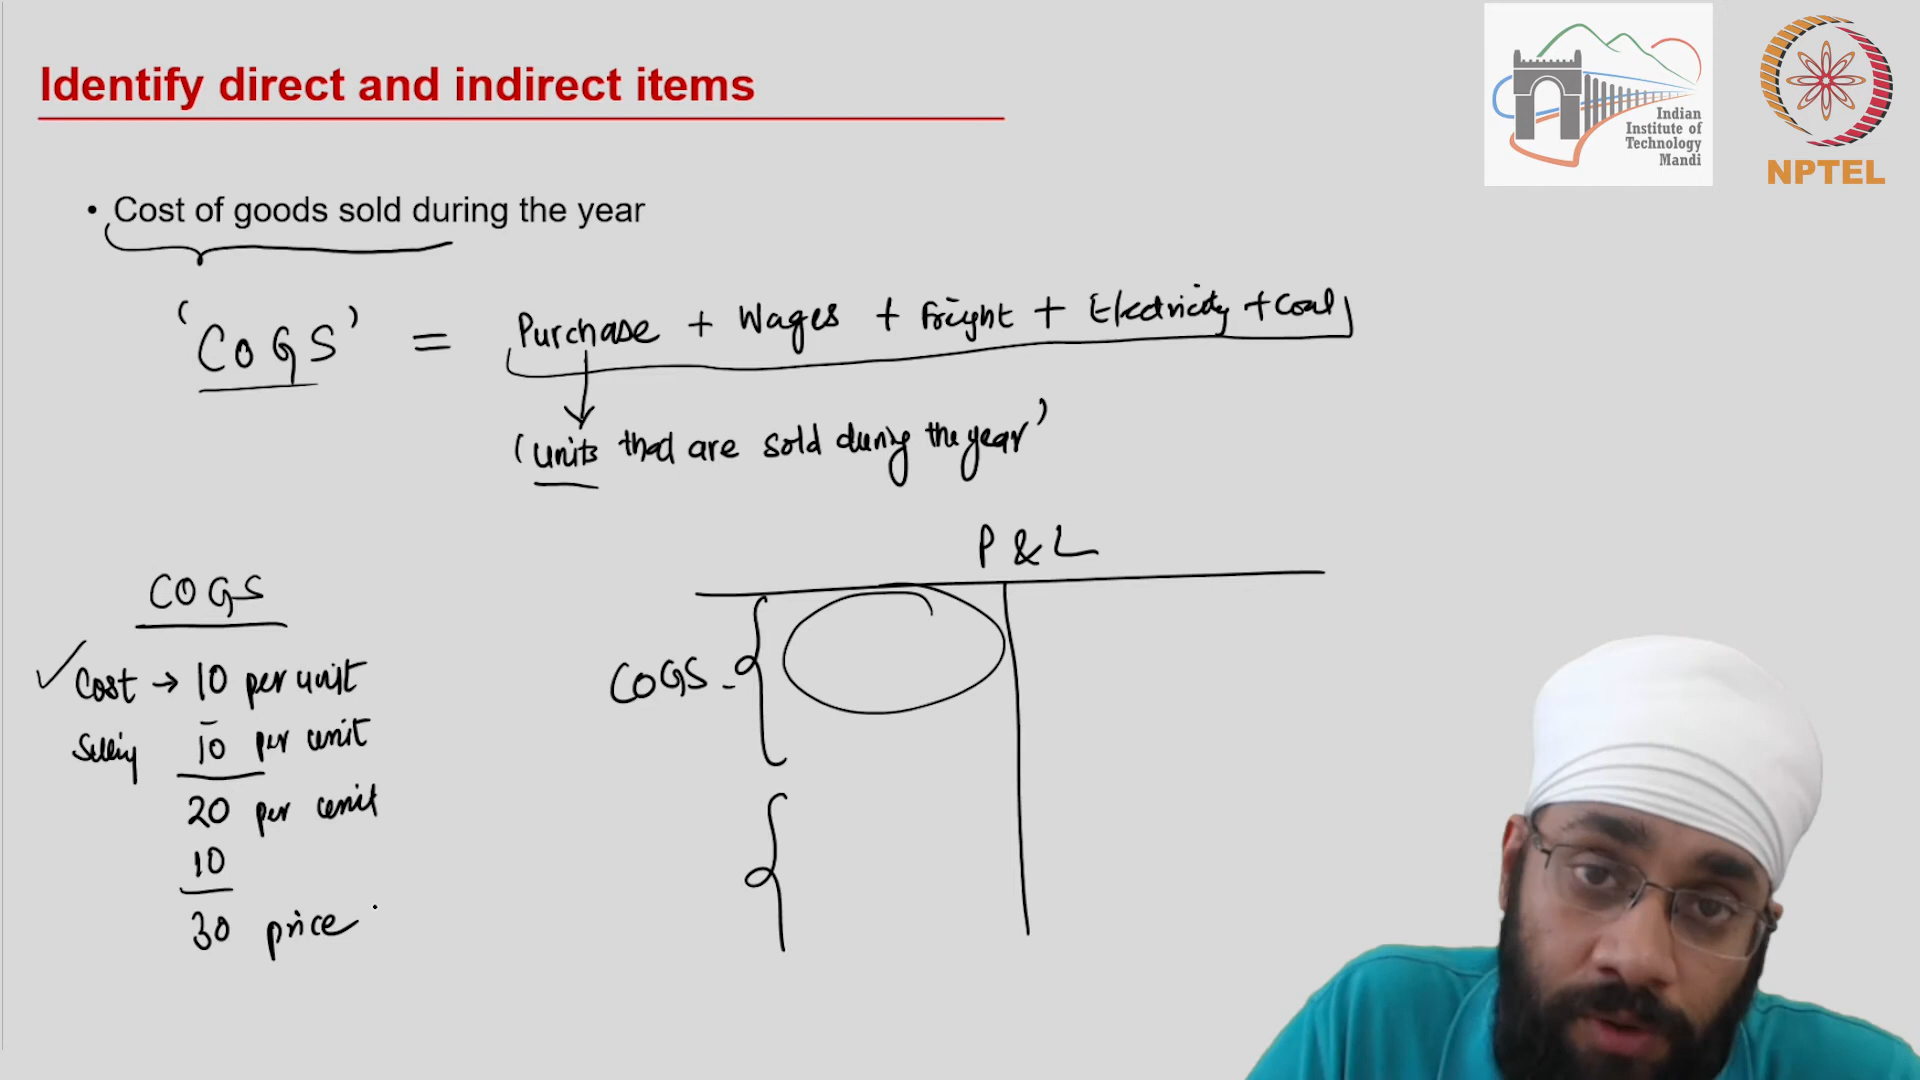 Identify direct and indirect items
Indian
Institute of
Technology
Mandi
NPTEL
• Cost of goods sold during the year
'COGS' = Purchase + Wages + Frieght + Electricity + Coal
(units that are sold during the year)
P & L
COGS
Cost → 10 per unit
Selling 10 per unit
20 per unit
10
30 price
COGS -